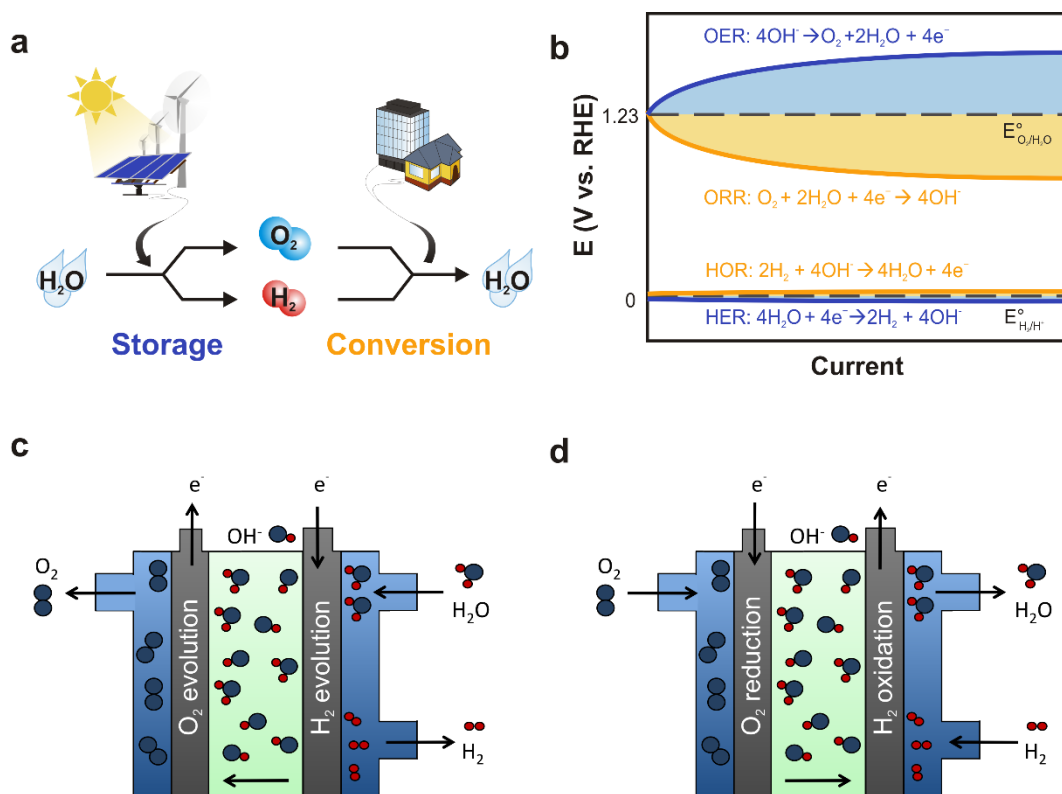 a
H₂O
O₂
H₂
H₂O
Storage
Conversion
b
E (V vs. RHE)
1.23
0
OER: 4OH⁻→O₂ +2H₂O + 4e⁻
E°O₂/H₂O
ORR: O₂ + 2H₂O + 4e⁻ → 4OH⁻
HOR: 2H₂ + 4OH⁻→ 4H₂O + 4e⁻
HER: 4H₂O + 4e⁻→2H₂ + 4OH⁻
E°H₂/H⁺
Current
c
e⁻
e⁻
OH⁻
O₂
H₂O
O₂ evolution
H₂ evolution
H₂
d
e⁻
e⁻
OH⁻
O₂
H₂O
O₂ reduction
H₂ oxidation
H₂